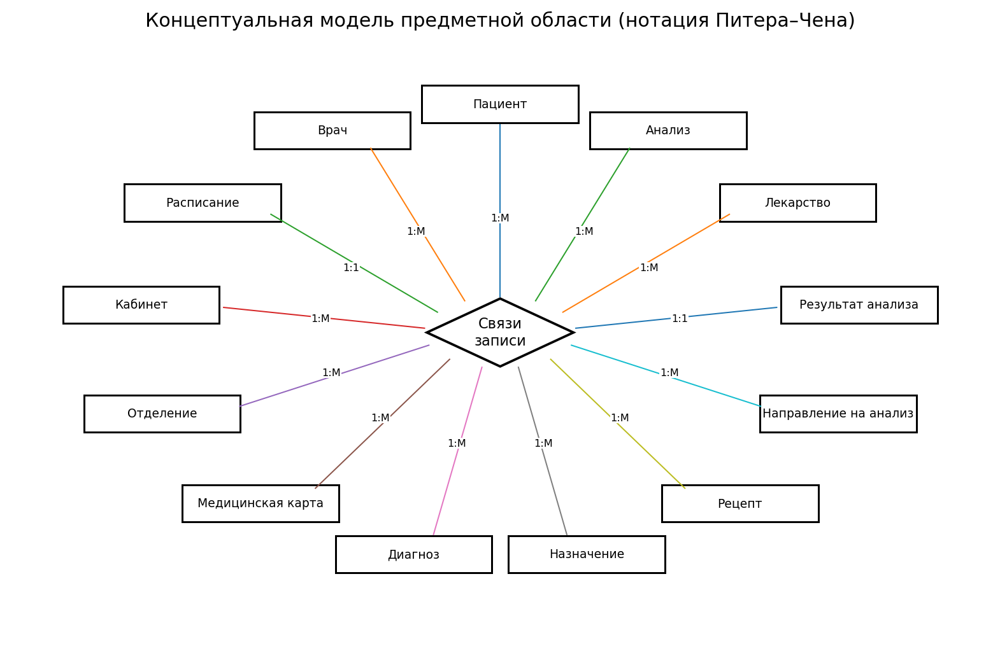 Концептуальная модель предметной области (нотация Питера–Чена)
Пациент
Врач
Анализ
Расписание
Лекарство
1:М
1:М
1:М
1:1
1:М
Кабинет
Результат анализа
1:М
1:1
Связи
записи
1:М
1:М
Отделение
Направление на анализ
1:М
1:М
1:М
1:М
Медицинская карта
Рецепт
Диагноз
Назначение